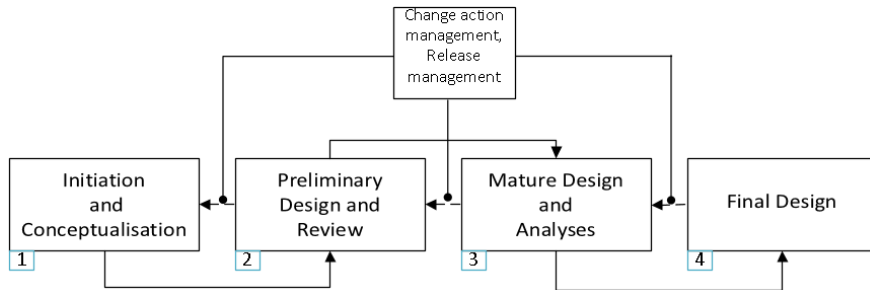 Change action
management,
Release
management
Initiation
and
Conceptualisation
1
Preliminary
Design and
Review
2
Mature Design
and
Analyses
3
Final Design
4